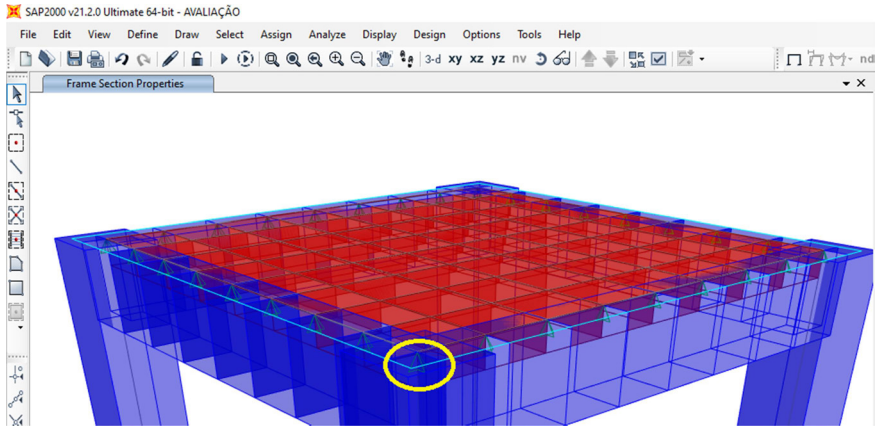 SAP2000 v21.2.0 Ultimate 64-bit - AVALIAÇÃO
File Edit View Define Draw Select Assign Analyze Display Design Options Tools Help
3-d xy xz yz nv nd
Frame Section Properties